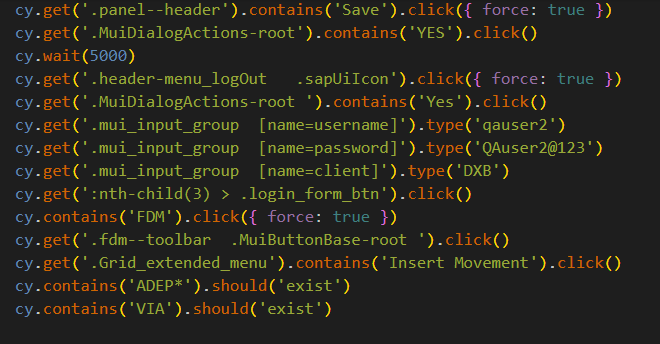 cy.get('.panel--header').contains('Save').click({ force: true })
cy.get('.MuiDialogActions-root').contains('YES').click()
cy.wait(5000)
cy.get('.header-menu_logOut   .sapUiIcon').click({ force: true })
cy.get('.MuiDialogActions-root ').contains('Yes').click()
cy.get('.mui_input_group  [name=username]').type('qauser2')
cy.get('.mui_input_group  [name=password]').type('QAuser2@123')
cy.get('.mui_input_group  [name=client]').type('DXB')
cy.get(':nth-child(3) > .login_form_btn').click()
cy.contains('FDM').click({ force: true })
cy.get('.fdm--toolbar  .MuiButtonBase-root ').click()
cy.get('.Grid_extended_menu').contains('Insert Movement').click()
cy.contains('ADEP*').should('exist')
cy.contains('VIA').should('exist')